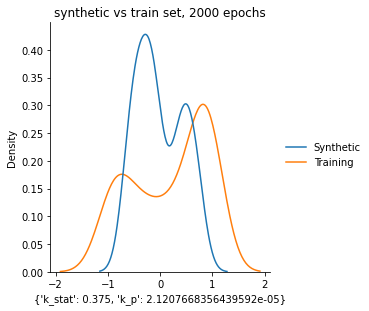 synthetic vs train set, 2000 epochs
0.40
0.35
0.30
0.25
0.20
0.15
0.10
0.05
0.00
Density
−2
−1
0
1
2
Synthetic
Training
{'k_stat': 0.375, 'k_p': 2.1207668356439592e-05}